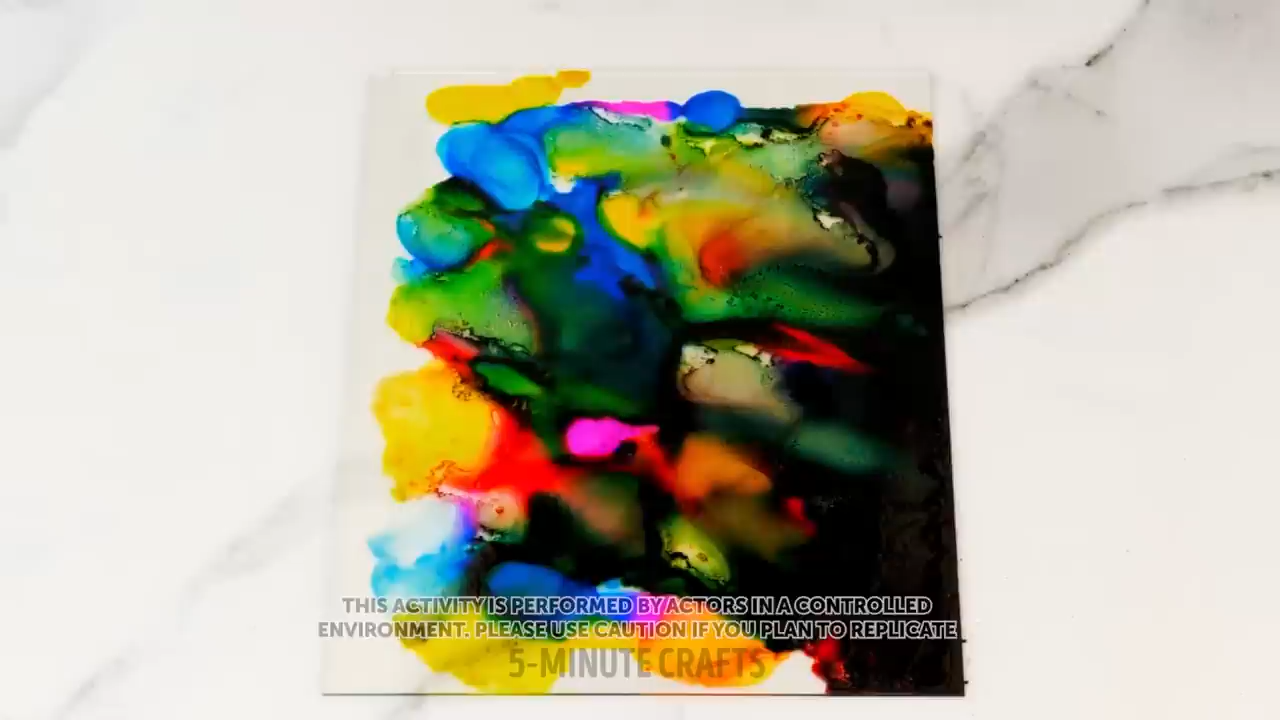 THIS ACTIVITY IS PERFORMED BY ACTORS IN A CONTROLLED
ENVIRONMENT. PLEASE USE CAUTION IF YOU PLAN TO REPLICATE
5-MINUTE CRAFTS